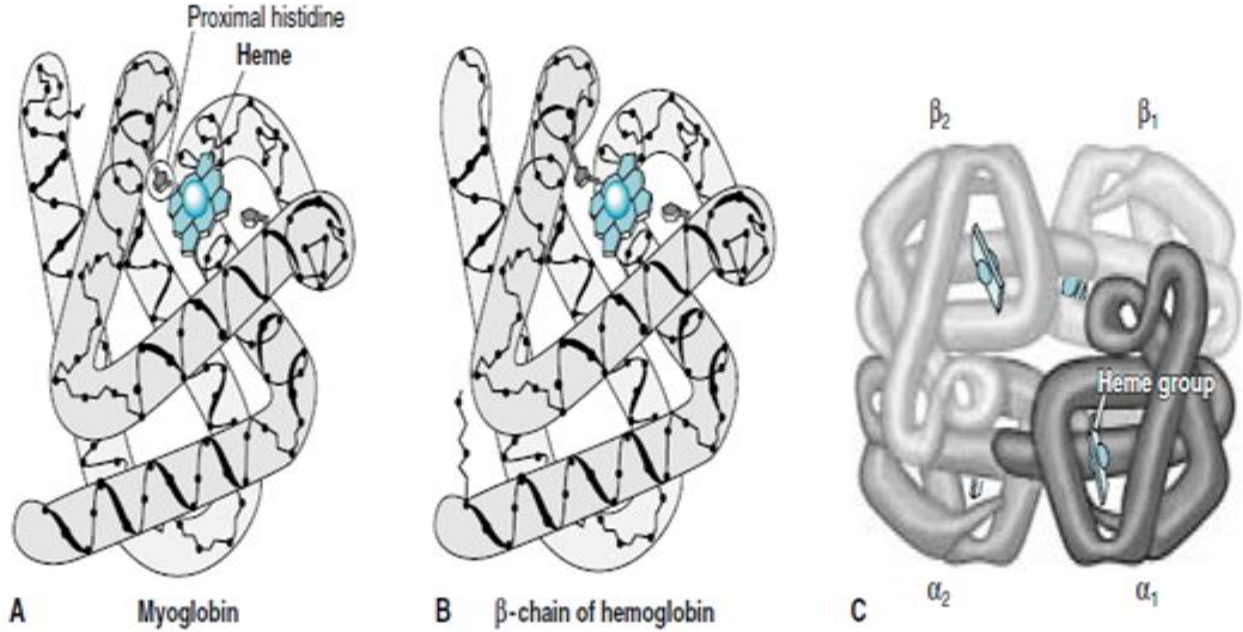 Proximal histidine
Heme
β₂
β₁
Heme group
α₂
α₁
A
Myoglobin
B
β-chain of hemoglobin
C